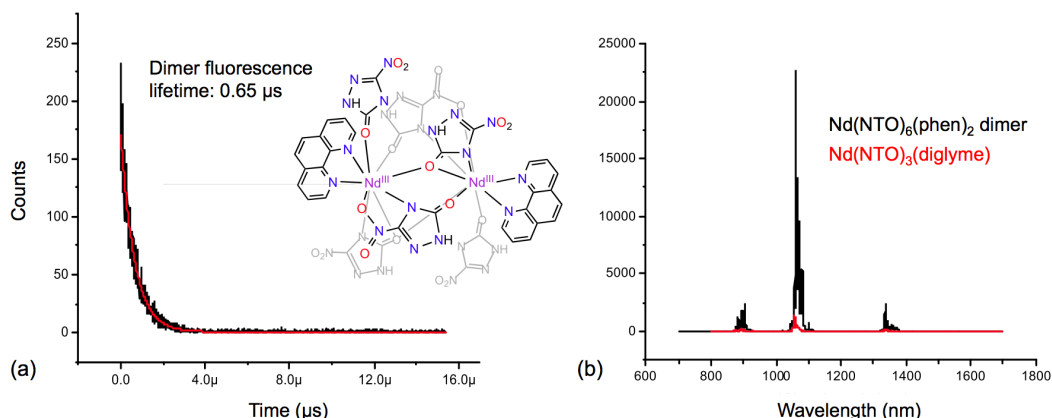 250
200
150
100
50
0
Counts
0.0
4.0µ
8.0µ
12.0µ
16.0µ
Time (µs)
(a)
Dimer fluorescence
lifetime: 0.65 µs
NO2
N
N
HN
N
O
N
N
NdIII
O
N
O
N
O
N
N
NH
O
O2N
N
N
NH
O
O
N
O
N
N
NH
O
NO2
N
HN
N
O
NdIII
N
N
O
N
NH
N
O2N
25000
20000
15000
10000
5000
0
600
800
1000
1200
1400
1600
1800
Wavelength (nm)
(b)
Nd(NTO)6(phen)2 dimer
Nd(NTO)3(diglyme)